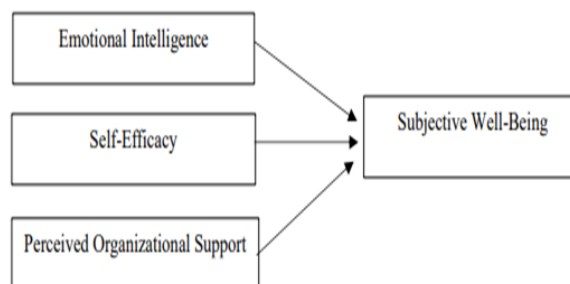 Emotional Intelligence
Self-Efficacy
Subjective Well-Being
Perceived Organizational Support